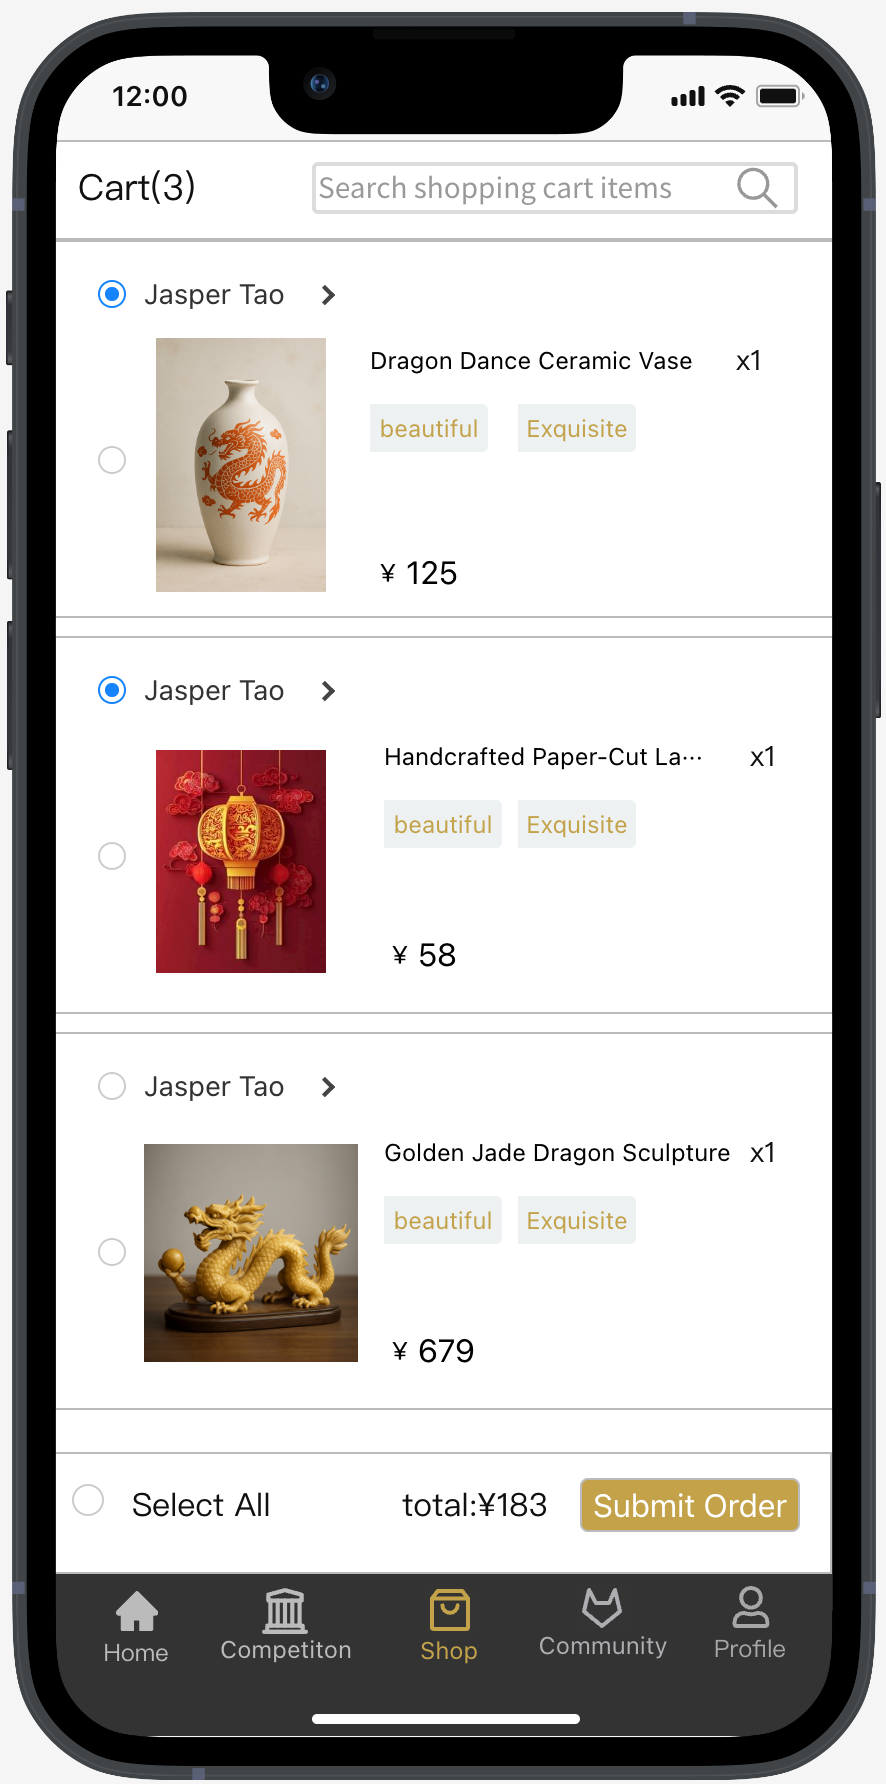 12:00
Cart(3)
Search shopping cart items
Jasper Tao
Dragon Dance Ceramic Vase x1
beautiful Exquisite
¥ 125
Jasper Tao
Handcrafted Paper-Cut La··· x1
beautiful Exquisite
¥ 58
Jasper Tao
Golden Jade Dragon Sculpture x1
beautiful Exquisite
¥ 679
Select All total:¥183 Submit Order
Home Competiton Shop Community Profile